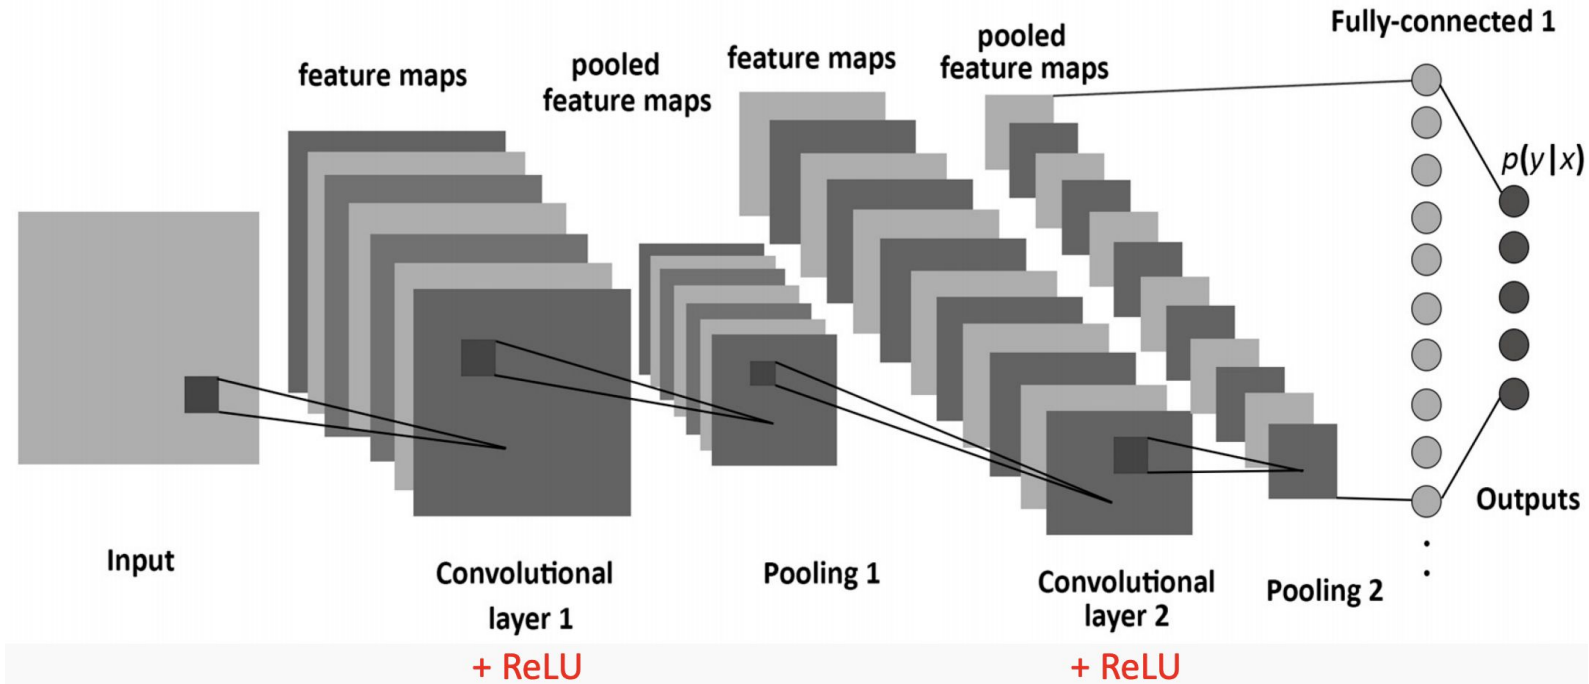 Fully-connected 1
feature maps
pooled
feature maps
feature maps
pooled
feature maps
p(y|x)
Outputs
Input
Convolutional
layer 1
Pooling 1
Convolutional
layer 2
Pooling 2
+ ReLU
+ ReLU